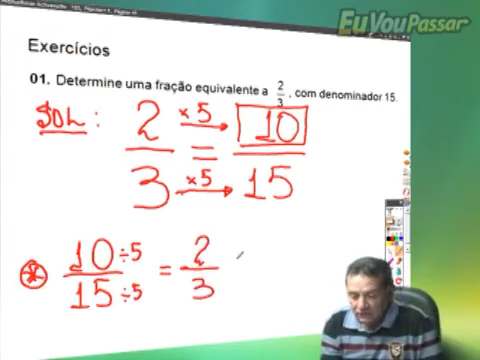 EuVouPassar
Exercícios
01. Determine uma fração equivalente a 2/3, com denominador 15.
SOL: 2/3 ×5 ×5 = 10/15
* 10÷5/15÷5 = 2/3